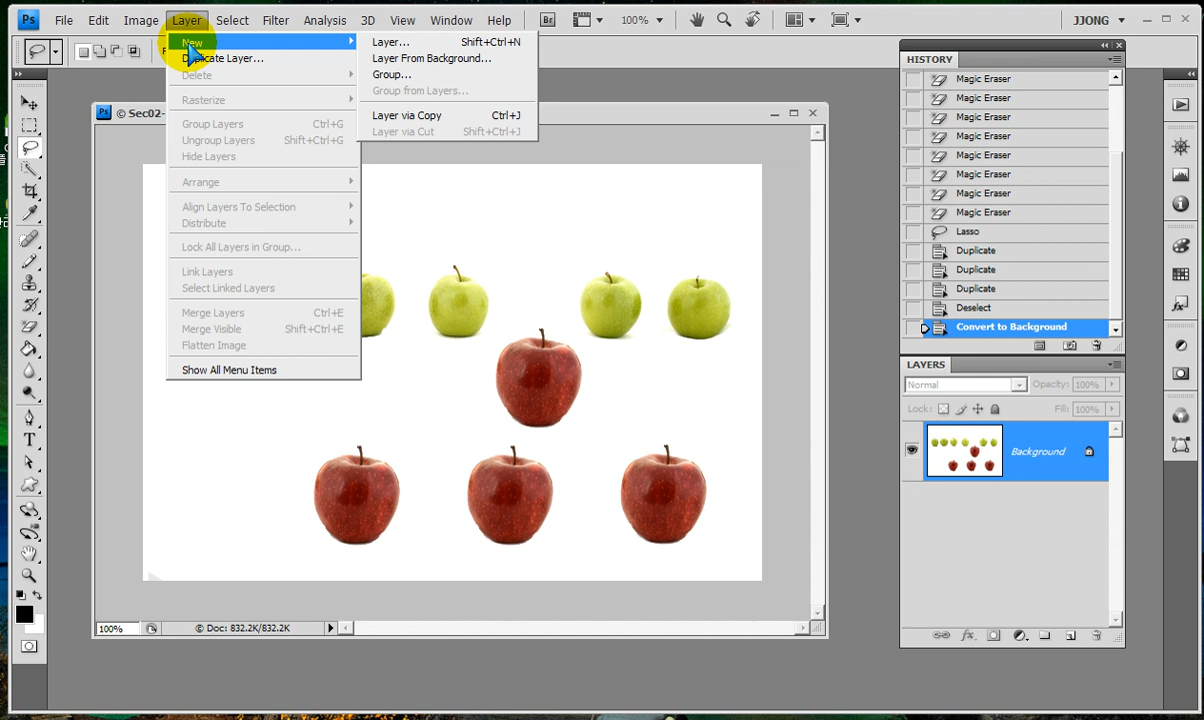 Ps File Edit Image Layer Select Filter Analysis 3D View Window Help Br 100% JJONG
New
Duplicate Layer...
Delete
Rasterize
Group Layers Ctrl+G
Ungroup Layers Shift+Ctrl+G
Hide Layers
Arrange
Align Layers To Selection
Distribute
Lock All Layers in Group...
Link Layers
Select Linked Layers
Merge Layers Ctrl+E
Merge Visible Shift+Ctrl+E
Flatten Image
Show All Menu Items
Layer... Shift+Ctrl+N
Layer From Background...
Group...
Group from Layers...
Layer via Copy Ctrl+J
Layer via Cut Shift+Ctrl+J
Ps © Sec02-
100% © Doc: 832.2K/832.2K
HISTORY
Magic Eraser
Magic Eraser
Magic Eraser
Magic Eraser
Magic Eraser
Magic Eraser
Magic Eraser
Magic Eraser
Lasso
Duplicate
Duplicate
Duplicate
Deselect
Convert to Background
LAYERS
Normal Opacity: 100%
Lock: Fill: 100%
Background